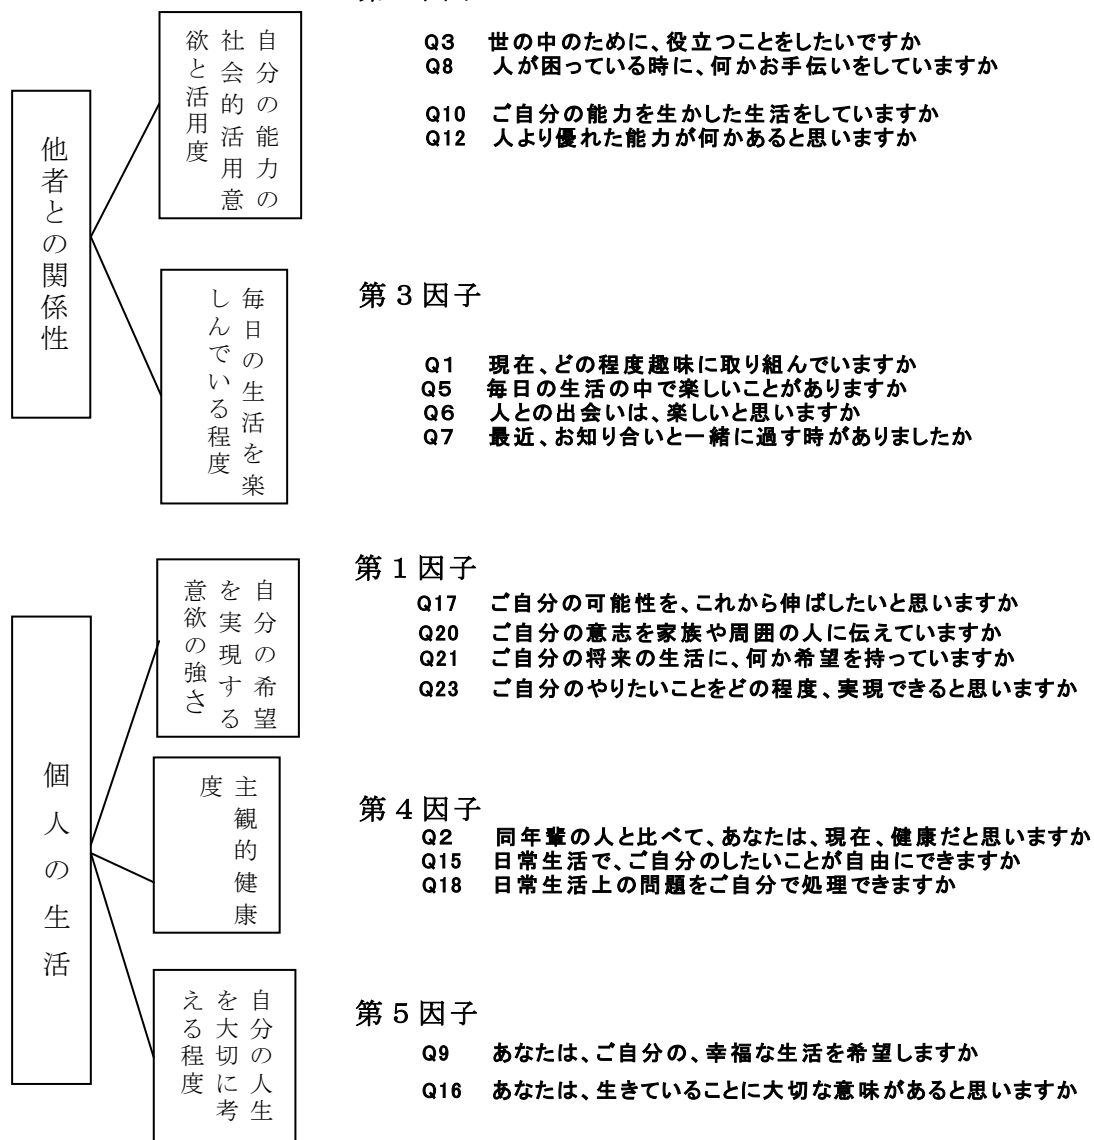 他者との関係性
自分の能力の
社会的活用意
欲と活用度
Q3 世の中のために、役立つことをしたいですか
Q8 人が困っている時に、何かお手伝いをしていますか
Q10 ご自分の能力を生かした生活をしていますか
Q12 人より優れた能力が何かあると思いますか
毎日の生活を楽
しんでいる程度
第3因子
Q1 現在、どの程度趣味に取り組んでいますか
Q5 毎日の生活の中で楽しいことがありますか
Q6 人との出会いは、楽しいと思いますか
Q7 最近、お知り合いと一緒に過す時がありましたか
個人の生活
自分の希望
を実現する
意欲の強さ
第1因子
Q17 ご自分の可能性を、これから伸ばしたいと思いますか
Q20 ご自分の意志を家族や周囲の人に伝えていますか
Q21 ご自分の将来の生活に、何か希望を持っていますか
Q23 ご自分のやりたいことをどの程度、実現できると思いますか
主観的健康
度
第4因子
Q2 同年輩の人と比べて、あなたは、現在、健康だと思いますか
Q15 日常生活で、ご自分のしたいことが自由にできますか
Q18 日常生活上の問題をご自分で処理できますか
自分の人生
を大切に考
える程度
第5因子
Q9 あなたは、ご自分の、幸福な生活を希望しますか
Q16 あなたは、生きていることに大切な意味があると思いますか